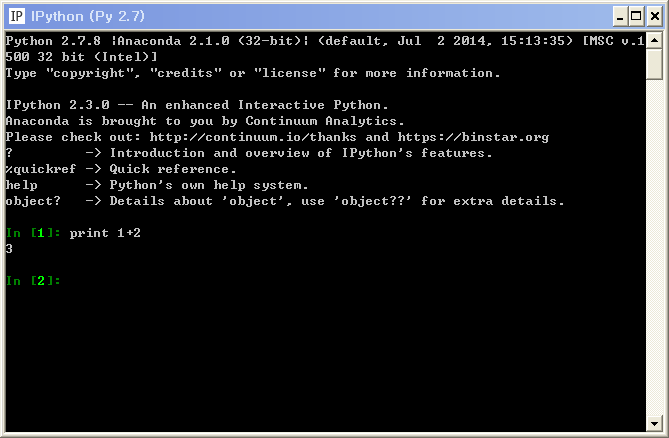 IP IPython (Py 2.7)
Python 2.7.8 |Anaconda 2.1.0 (32-bit)| (default, Jul  2 2014, 15:13:35) [MSC v.1
500 32 bit (Intel)]
Type "copyright", "credits" or "license" for more information.
IPython 2.3.0 -- An enhanced Interactive Python.
Anaconda is brought to you by Continuum Analytics.
Please check out: http://continuum.io/thanks and https://binstar.org
?         -> Introduction and overview of IPython's features.
%quickref -> Quick reference.
help      -> Python's own help system.
object?   -> Details about 'object', use 'object??' for extra details.
In [1]: print 1+2
3
In [2]: